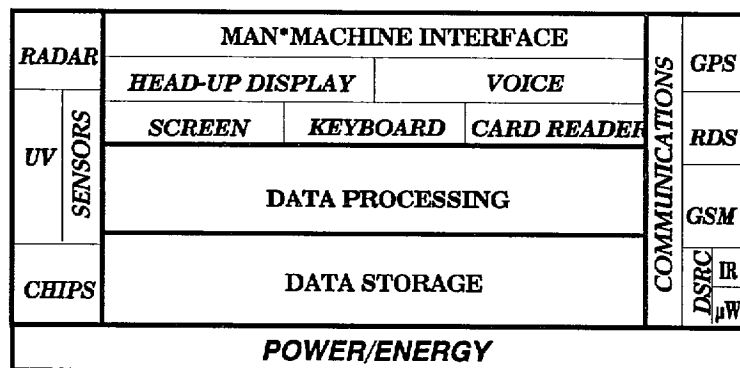 RADAR
UV
SENSORS
CHIPS
MAN*MACHINE INTERFACE
HEAD-UP DISPLAY
VOICE
SCREEN
KEYBOARD
CARD READER
DATA PROCESSING
DATA STORAGE
COMMUNICATIONS
GPS
RDS
GSM
DSRC
IR
µW
POWER/ENERGY